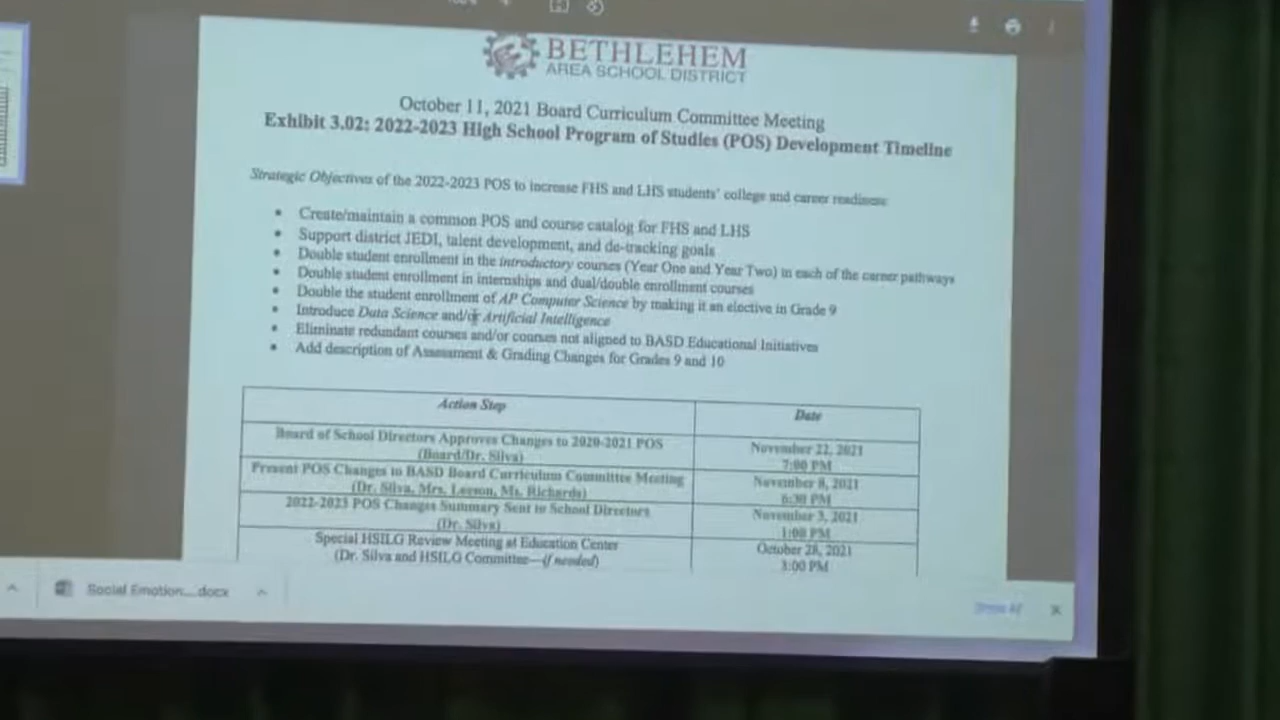 BETHLEHEM
AREA SCHOOL DISTRICT
October 11, 2021 Board Curriculum Committee Meeting
Exhibit 3.02: 2022-2023 High School Program of Studies (POS) Development Timeline
Strategic Objectives of the 2022-2023 POS to increase FHS and LHS students' college and career readiness:
• Create/maintain a common POS and course catalog for FHS and LHS
• Support district JEDI, talent development, and de-tracking goals
• Double student enrollment in the introductory courses (Year One and Year Two) in each of the career pathways
• Double student enrollment in internships and dual/double enrollment courses
• Double the student enrollment of AP Computer Science by making it an elective in Grade 9
• Introduce Data Science and/or Artificial Intelligence
• Eliminate redundant courses and/or courses not aligned to BASD Educational Initiatives
• Add description of Assessment & Grading Changes for Grades 9 and 10
Action Step
Date
Board of School Directors Approves Changes to 2020-2021 POS
(Board/Dr. Silva)
November 22, 2021
7:00 PM
Present POS Changes to BASD Board Curriculum Committee Meeting
(Dr. Silva, Mrs. Leeson, Ms. Richards)
November 8, 2021
6:30 PM
2022-2023 POS Changes Summary Sent to School Directors
(Dr. Silva)
November 3, 2021
1:00 PM
Special HSILG Review Meeting at Education Center
(Dr. Silva and HSILG Committee—if needed)
October 28, 2021
3:00 PM
Social Emotion....docx
Show All